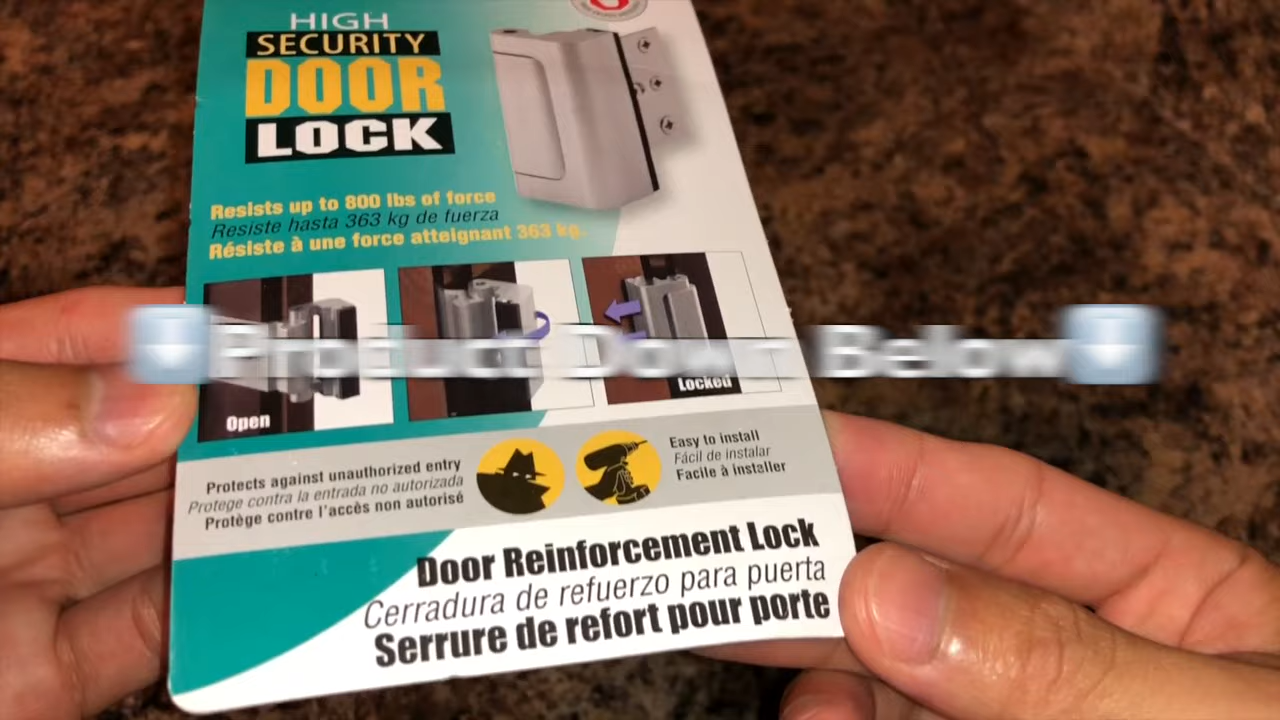 HIGH
SECURITY
DOOR
LOCK
Resists up to 800 lbs of force
Resiste hasta 363 kg de fuerza
Résiste à une force atteignant 363 kg.
⬇️Product Down Below⬇️
Open
Locked
Protects against unauthorized entry
Protege contra la entrada no autorizada
Protège contre l'accès non autorisé
Easy to install
Fácil de instalar
Facile à installer
Door Reinforcement Lock
Cerradura de refuerzo para puerta
Serrure de refort pour porte